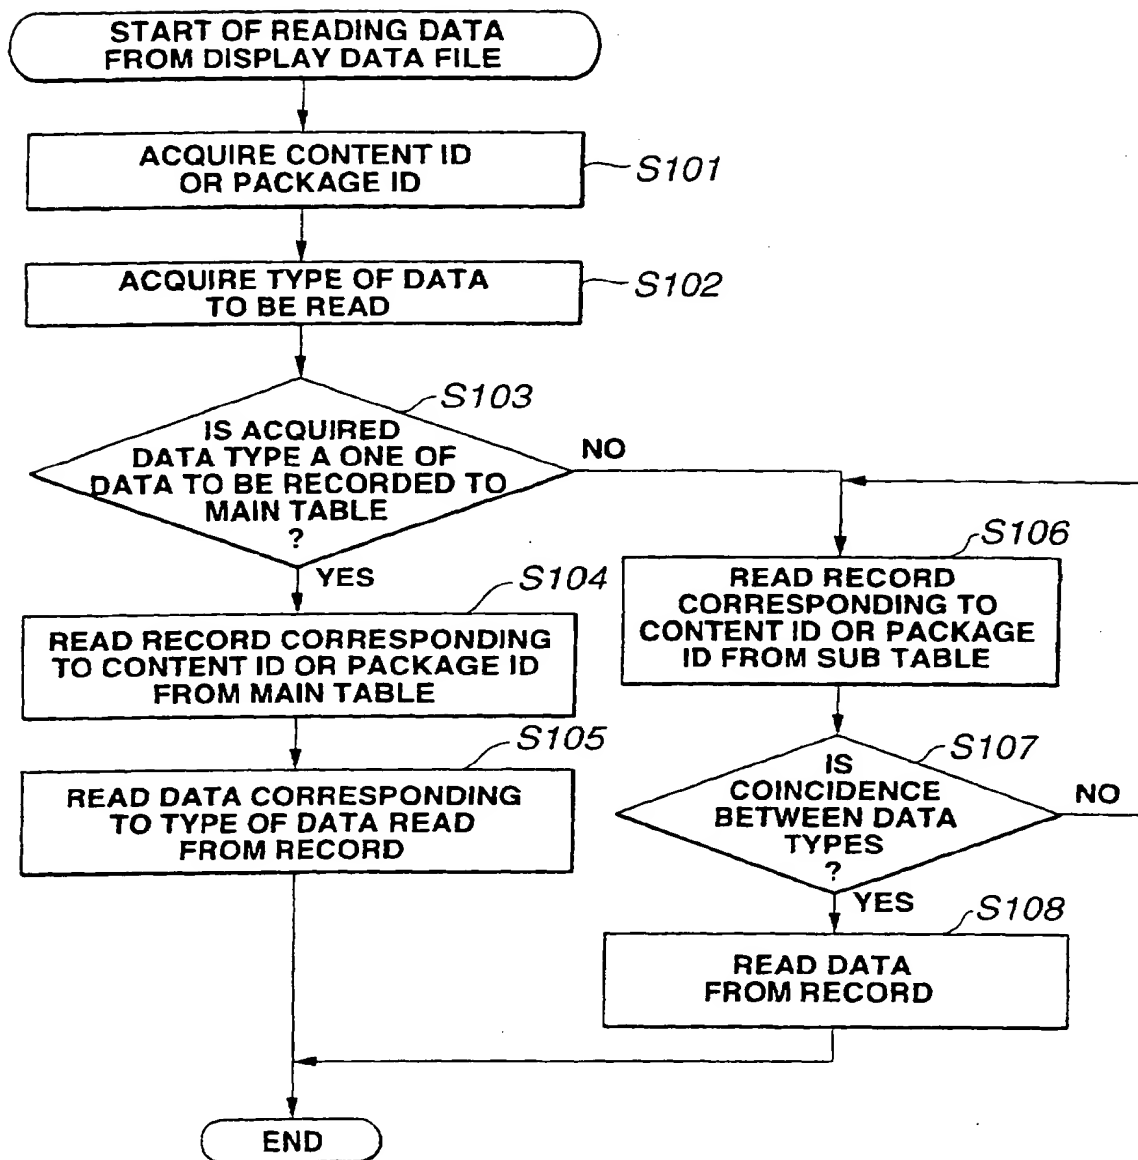 START OF READING DATA
FROM DISPLAY DATA FILE
ACQUIRE CONTENT ID
OR PACKAGE ID
S101
ACQUIRE TYPE OF DATA
TO BE READ
S102
S103
IS ACQUIRED
DATA TYPE A ONE OF
DATA TO BE RECORDED TO
MAIN TABLE
?
NO
YES
S104
READ RECORD CORRESPONDING
TO CONTENT ID OR PACKAGE ID
FROM MAIN TABLE
S105
READ DATA CORRESPONDING
TO TYPE OF DATA READ
FROM RECORD
S106
READ RECORD
CORRESPONDING TO
CONTENT ID OR PACKAGE
ID FROM SUB TABLE
S107
IS
COINCIDENCE
BETWEEN DATA
TYPES
?
NO
YES
S108
READ DATA
FROM RECORD
END